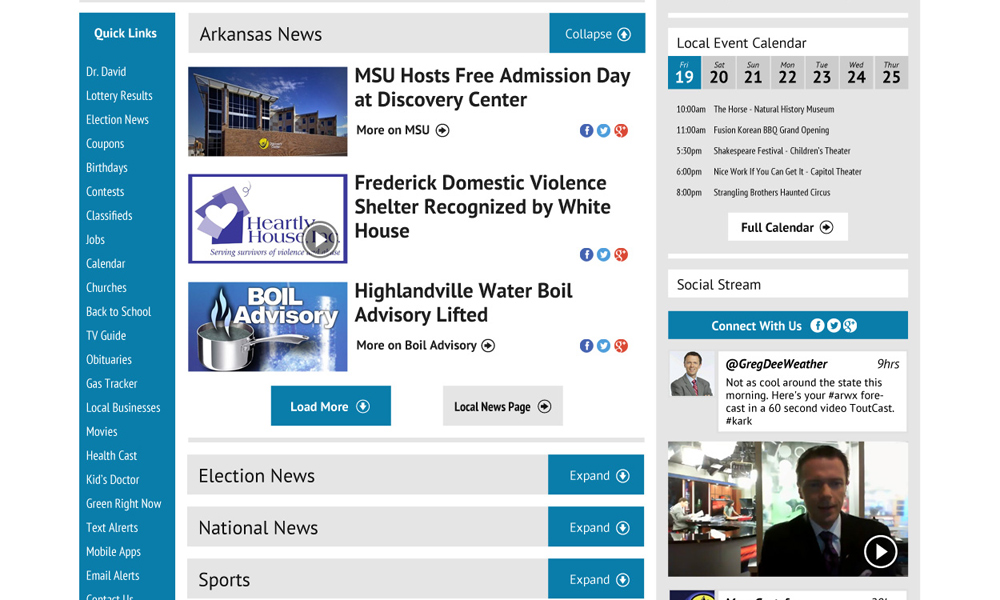 Quick Links
Dr. David
Lottery Results
Election News
Coupons
Birthdays
Contests
Classifieds
Jobs
Calendar
Churches
Back to School
TV Guide
Obituaries
Gas Tracker
Local Businesses
Movies
Health Cast
Kid's Doctor
Green Right Now
Text Alrerts
Mobile Apps
Email Alerts
Contact Us
Arkansas News
Collapse
MSU Hosts Free Admission Day
at Discovery Center
More on MSU
Heartly
House, Inc.
Serving survivors of violence and abuse
Frederick Domestic Violence
Shelter Recognized by White
House
BOIL
Advisory
Highlandville Water Boil
Advisory Lifted
More on Boil Advisory
Load More
Local News Page
Election News
Expand
National News
Expand
Sports
Expand
Local Event Calendar
Fri Sat Sun Mon Tue Wed Thur
19 20 21 22 23 24 25
10:00am The Horse - Natural History Museum
11:00am Fusion Korean BBQ Grand Opening
5:30pm Shakespeare Festival - Children's Theater
6:00pm Nice Work If You Can Get It - Capitol Theater
8:00pm Strangling Brothers Haunted Circus
Full Calendar
Social Stream
Connect With Us
@GregDeeWeather 9hrs
Not as cool around the state this
morning. Here's your #arwx fore-
cast in a 60 second video ToutCast.
#kark